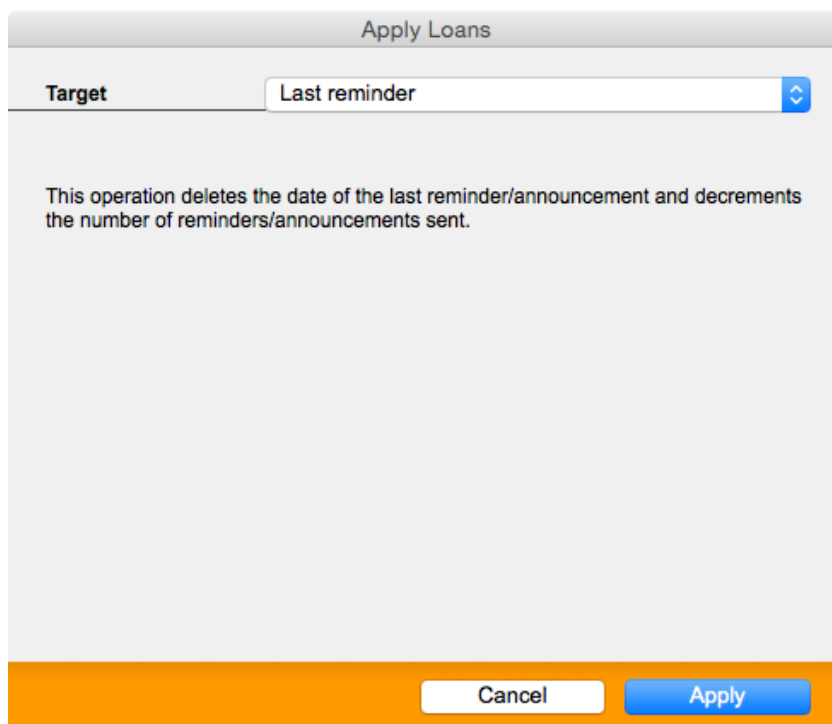 Apply Loans
Target
Last reminder
This operation deletes the date of the last reminder/announcement and decrements
the number of reminders/announcements sent.
Cancel
Apply